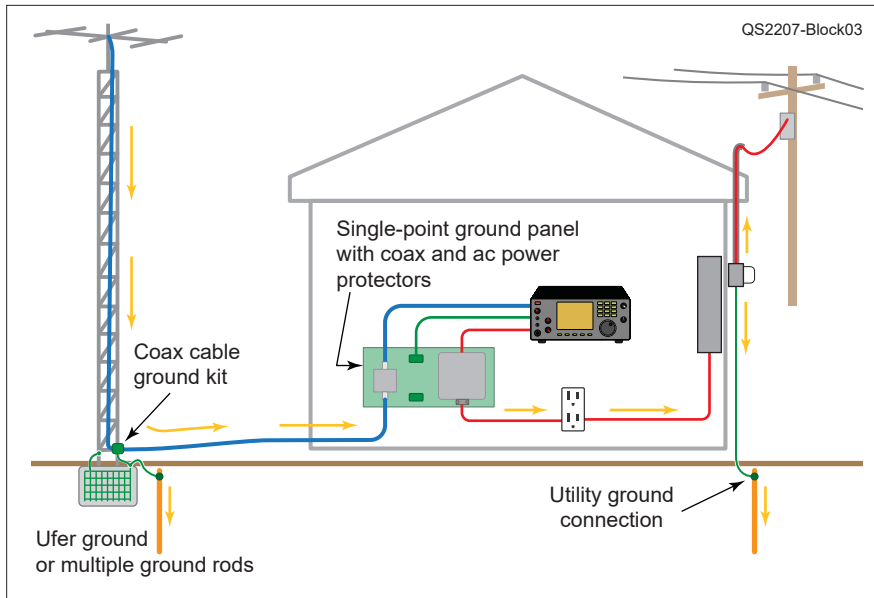 QS2207-Block03
Single-point ground panel
with coax and ac power
protectors
Coax cable
ground kit
Utility ground
connection
Ufer ground
or multiple ground rods